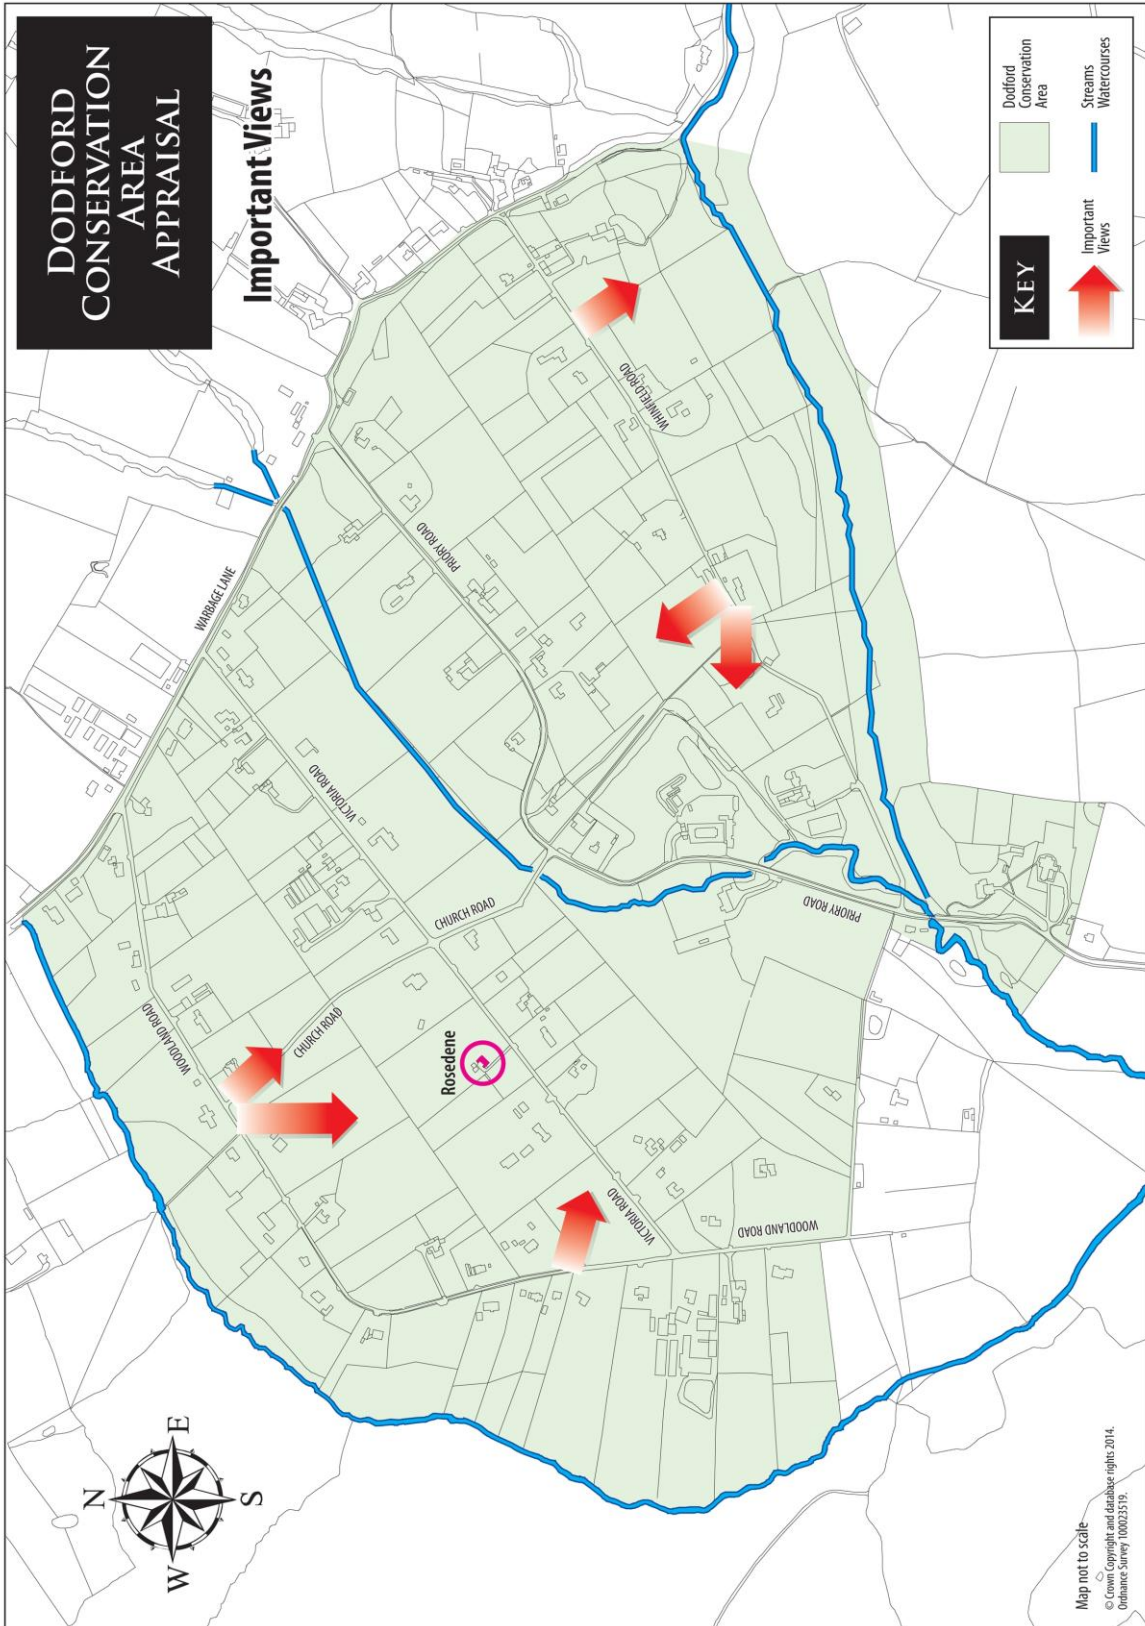 DODFORD
CONSERVATION
AREA
APPRAISAL
Important Views
N
E
S
W
WARBAGE LANE
WOODLAND ROAD
VICTORIA ROAD
PRIORY ROAD
CHURCH ROAD
CHURCH ROAD
WHINFIELD ROAD
Rosedene
VICTORIA ROAD
WOODLAND ROAD
PRIORY ROAD
KEY
Important
Views
Dodford
Conservation
Area
Streams
Watercourses
Map not to scale
© Crown Copyright and database rights 2014.
Ordnance Survey 100023519.